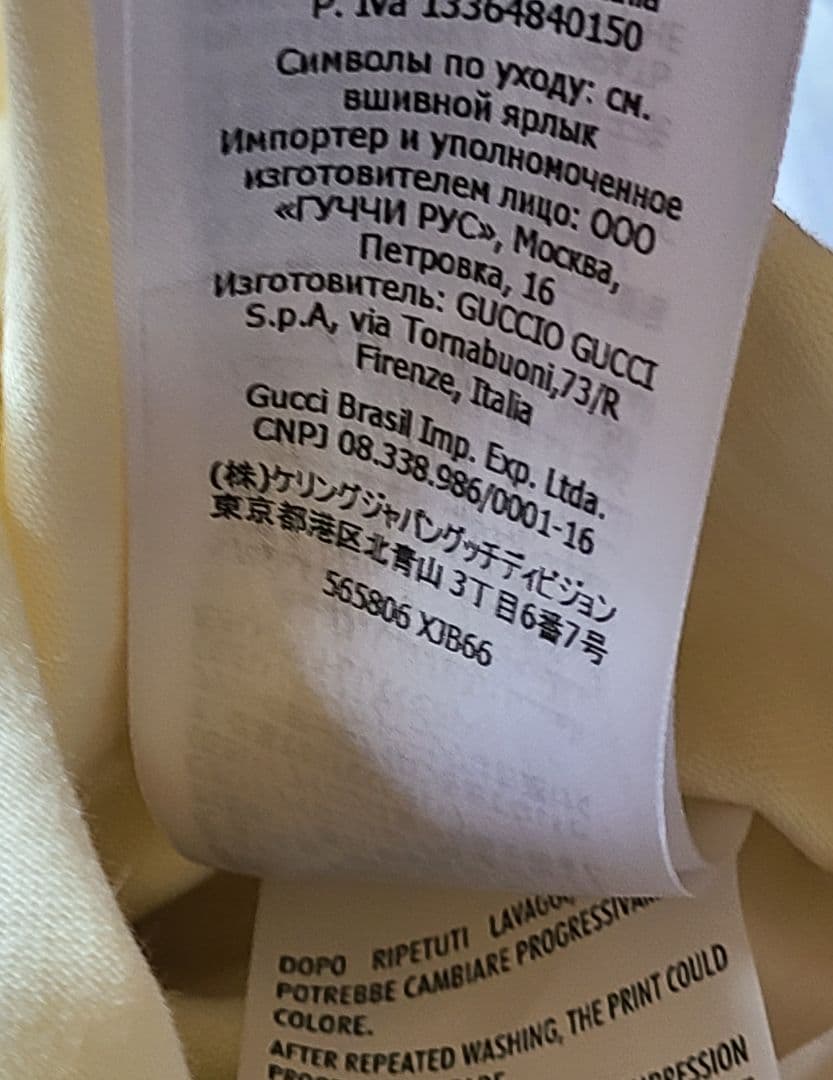 P. Iva 13364840150
Символы по уходу: см.
вшивной ярлык
Импортер и уполномоченное
изготовителем лицо: ООО
«ГУЧЧИ РУС», Москва,
Петровка, 16
Изготовитель: GUCCIO GUCCI
S.p.A, via Tornabuoni,73/R
Firenze, Italia
Gucci Brasil Imp. Exp. Ltda.
CNPJ 08.338.986/0001-16
(株)ケリングジャパングッチディビジョン
東京都港区北青山 3丁目6番7号
565806 XJB66
DOPO RIPETUTI
POTREBBE CAMBIARE
COLORE.
AFTER REPEATED WASHING, THE PRINT COULD